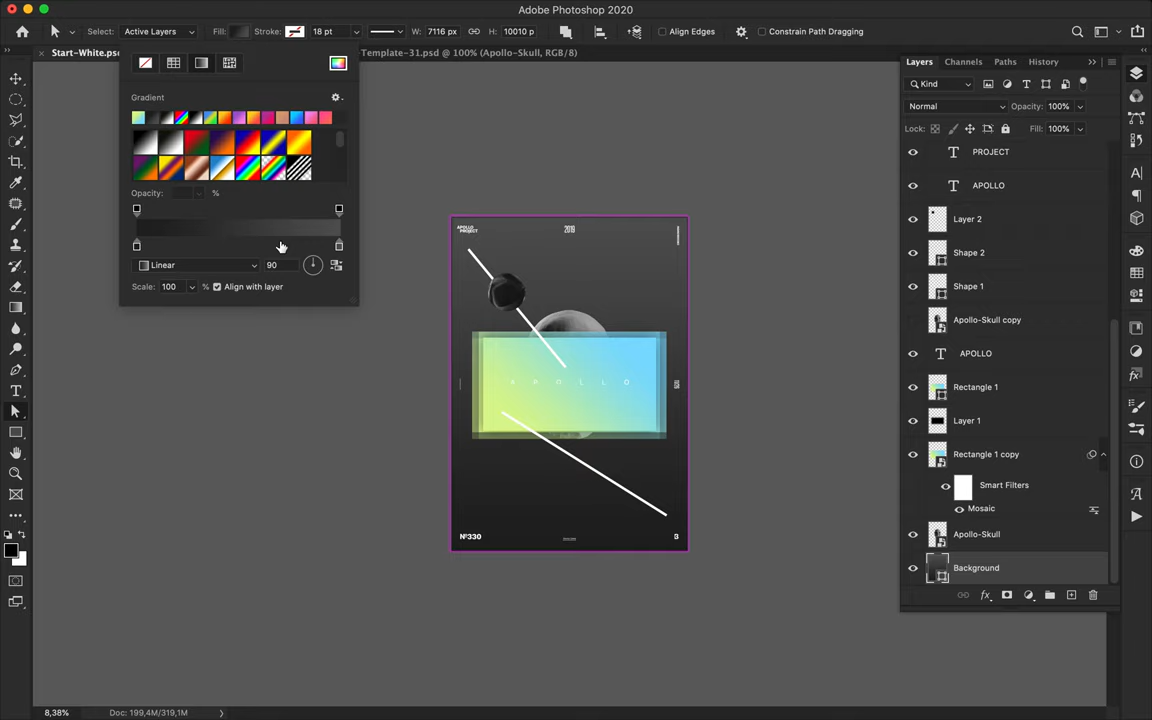 Adobe Photoshop 2020
Select: Active Layers Fill: Stroke: 18 pt W: 7116 px H: 10010 p Align Edges Constrain Path Dragging
Start-White.ps Template-31.psd @ 100% (Apollo-Skull, RGB/8)
Gradient
Opacity: %
Linear 90
Scale: 100 % Align with layer
APOLLO
PROJECT
2019
APOLLO
Nº330
Layers Channels Paths History
Kind
Normal Opacity: 100%
Lock: Fill: 100%
PROJECT
APOLLO
Layer 2
Shape 2
Shape 1
Apollo-Skull copy
APOLLO
Rectangle 1
Layer 1
Rectangle 1 copy
Smart Filters
Mosaic
Apollo-Skull
Background
8,38% Doc: 199,4M/319,1M